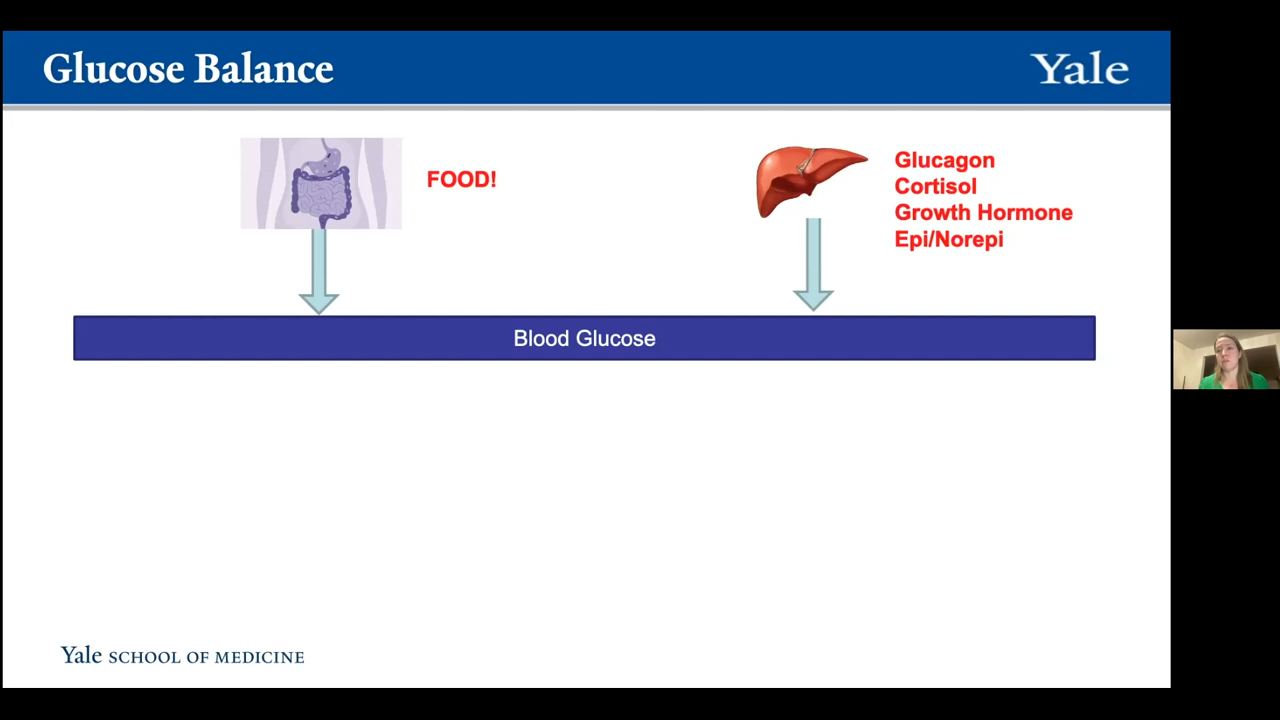 Glucose Balance
Yale
FOOD!
Glucagon
Cortisol
Growth Hormone
Epi/Norepi
Blood Glucose
Yale SCHOOL OF MEDICINE